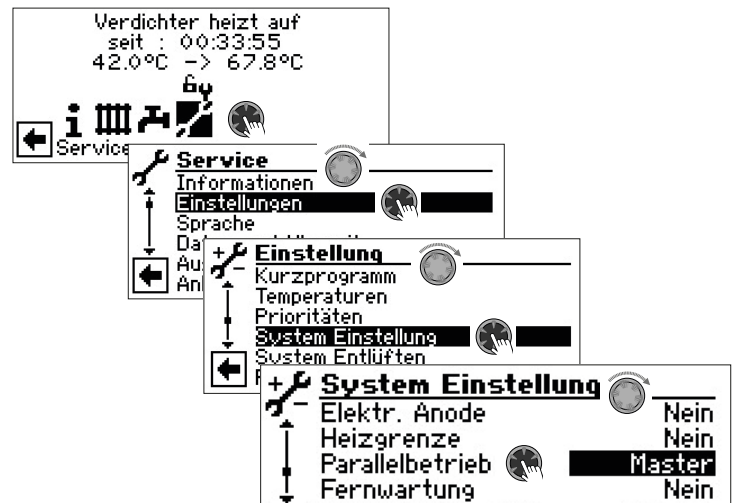 Verdichter heizt auf
seit : 00:33:55
42.0°C -> 67.8°C
Service
Service
Informationen
Einstellungen
Sprache
Einstellung
Kurzprogramm
Temperaturen
Prioritäten
System Einstellung
System Entlüften
System Einstellung
Elektr. Anode Nein
Heizgrenze Nein
Parallelbetrieb Master
Fernwartung Nein